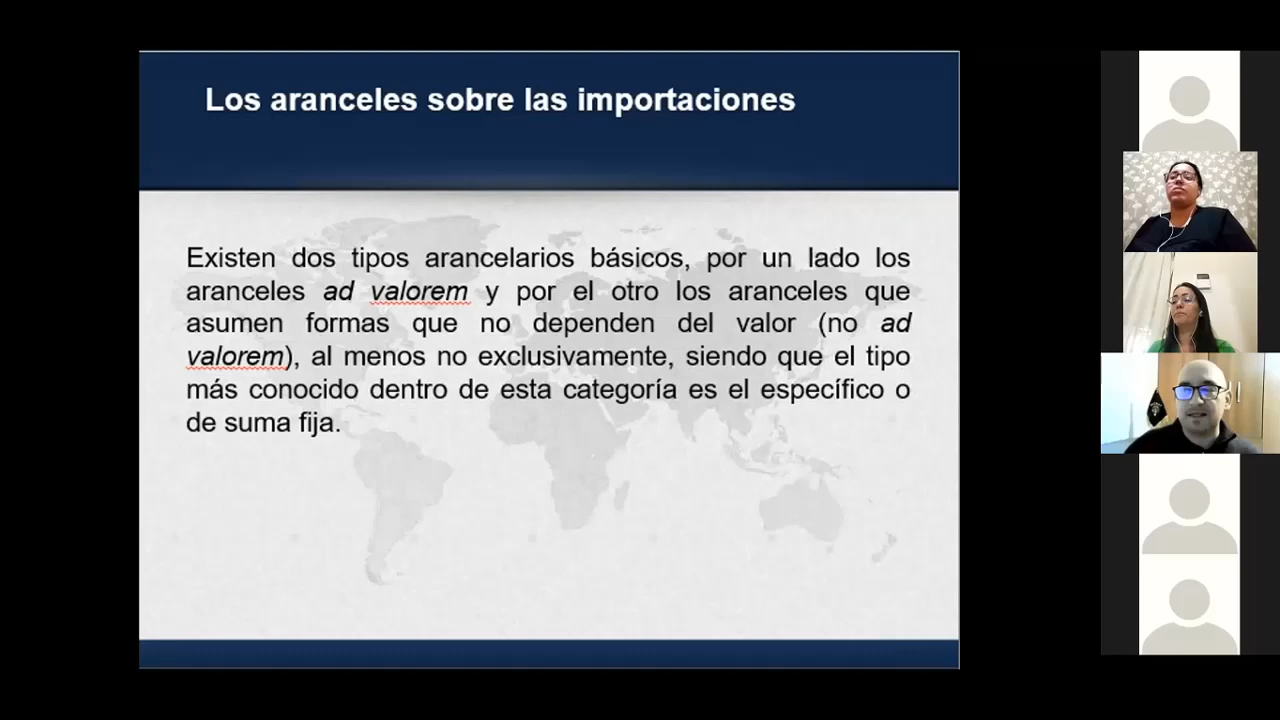 Los aranceles sobre las importaciones
Existen dos tipos arancelarios básicos, por un lado los
aranceles ad valorem y por el otro los aranceles que
asumen formas que no dependen del valor (no ad
valorem), al menos no exclusivamente, siendo que el tipo
más conocido dentro de esta categoría es el específico o
de suma fija.